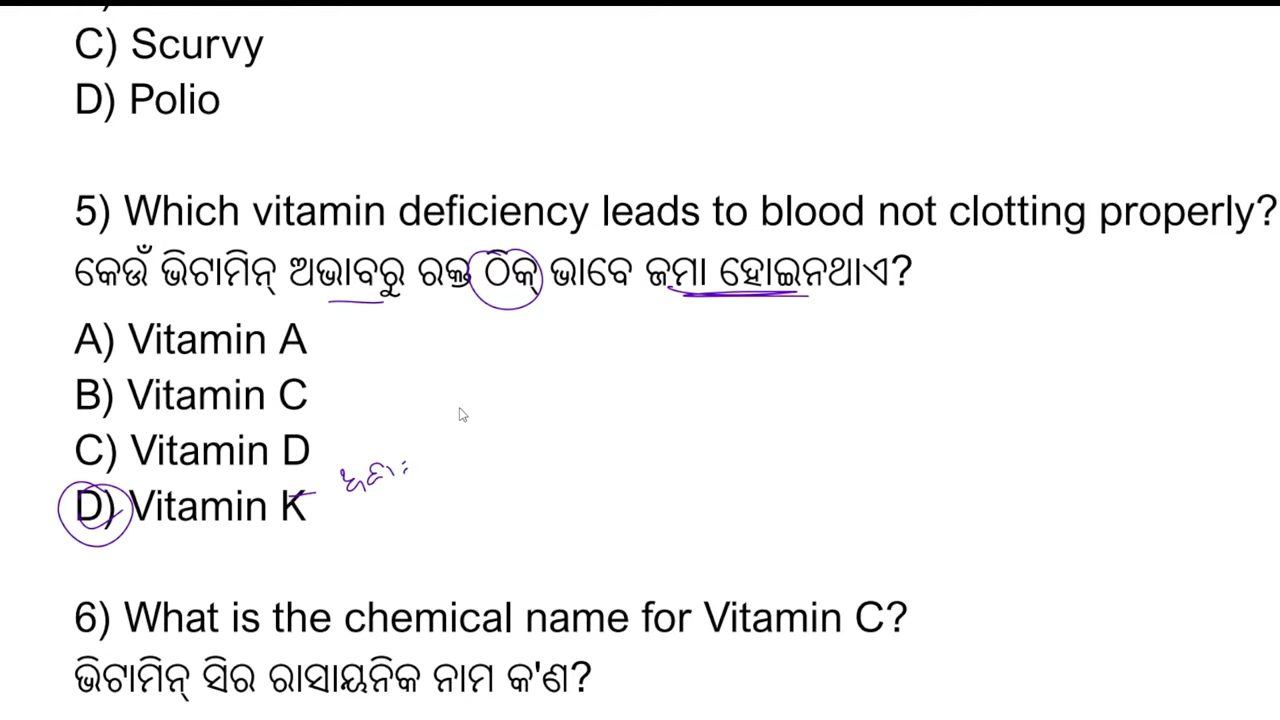 C) Scurvy
D) Polio
5) Which vitamin deficiency leads to blood not clotting properly?
କେଉଁ ଭିଟାମିନ୍ ଅଭାବରୁ ରକ୍ତ ଠିକ୍ ଭାବେ ଜମା ହୋଇନଥାଏ?
A) Vitamin A
B) Vitamin C
C) Vitamin D
D) Vitamin K
6) What is the chemical name for Vitamin C?
ଭିଟାମିନ୍ ସିର ରାସାୟନିକ ନାମ କ'ଣ?